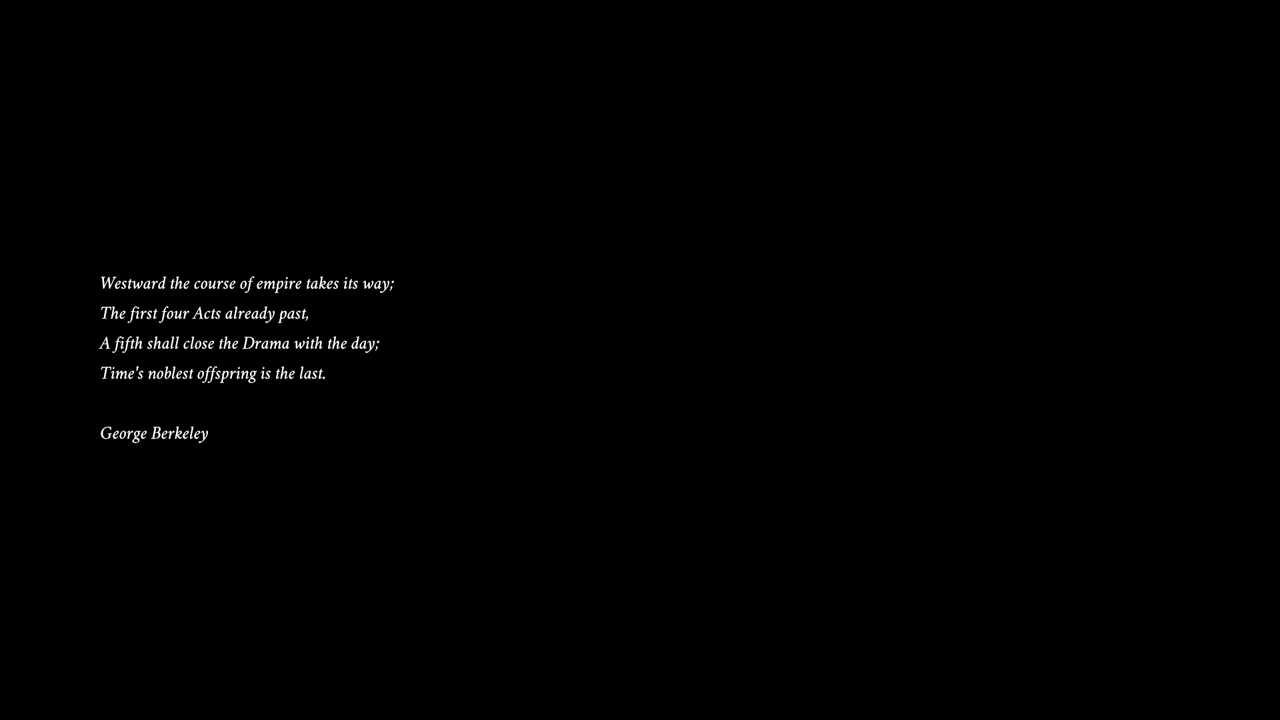 Westward the course of empire takes its way;
The first four Acts already past,
A fifth shall close the Drama with the day;
Time's noblest offspring is the last.
George Berkeley